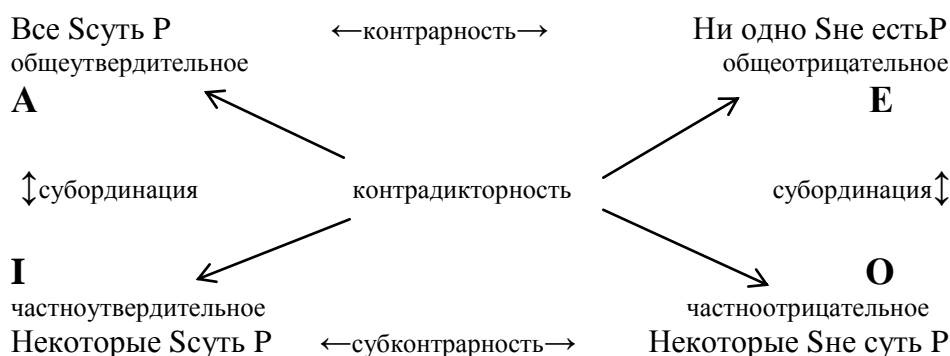 Все Sсуть P ←контрарность→ Ни одно Sне естьP
общеутвердительное общеотрицательное
A E
↕субординация контрадикторность субординация↕
I O
частноутвердительное частноотрицательное
Некоторые Sсуть P ←субконтрарность→ Некоторые Sне суть P